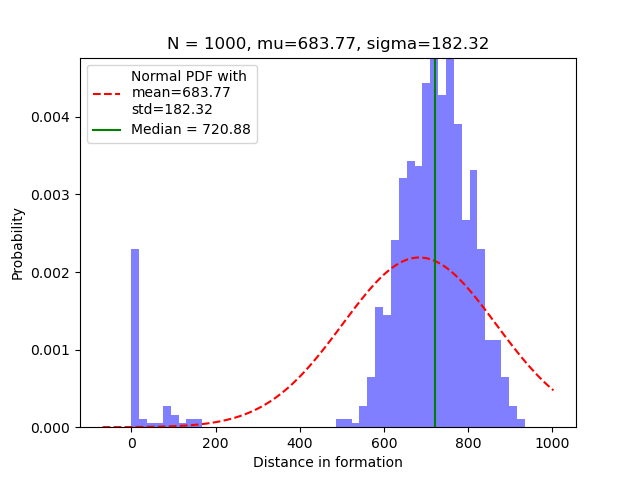 N = 1000, mu=683.77, sigma=182.32
Normal PDF with
mean=683.77
std=182.32
Median = 720.88
0.004
0.003
0.002
0.001
0.000
Probability
0
200
400
600
800
1000
Distance in formation